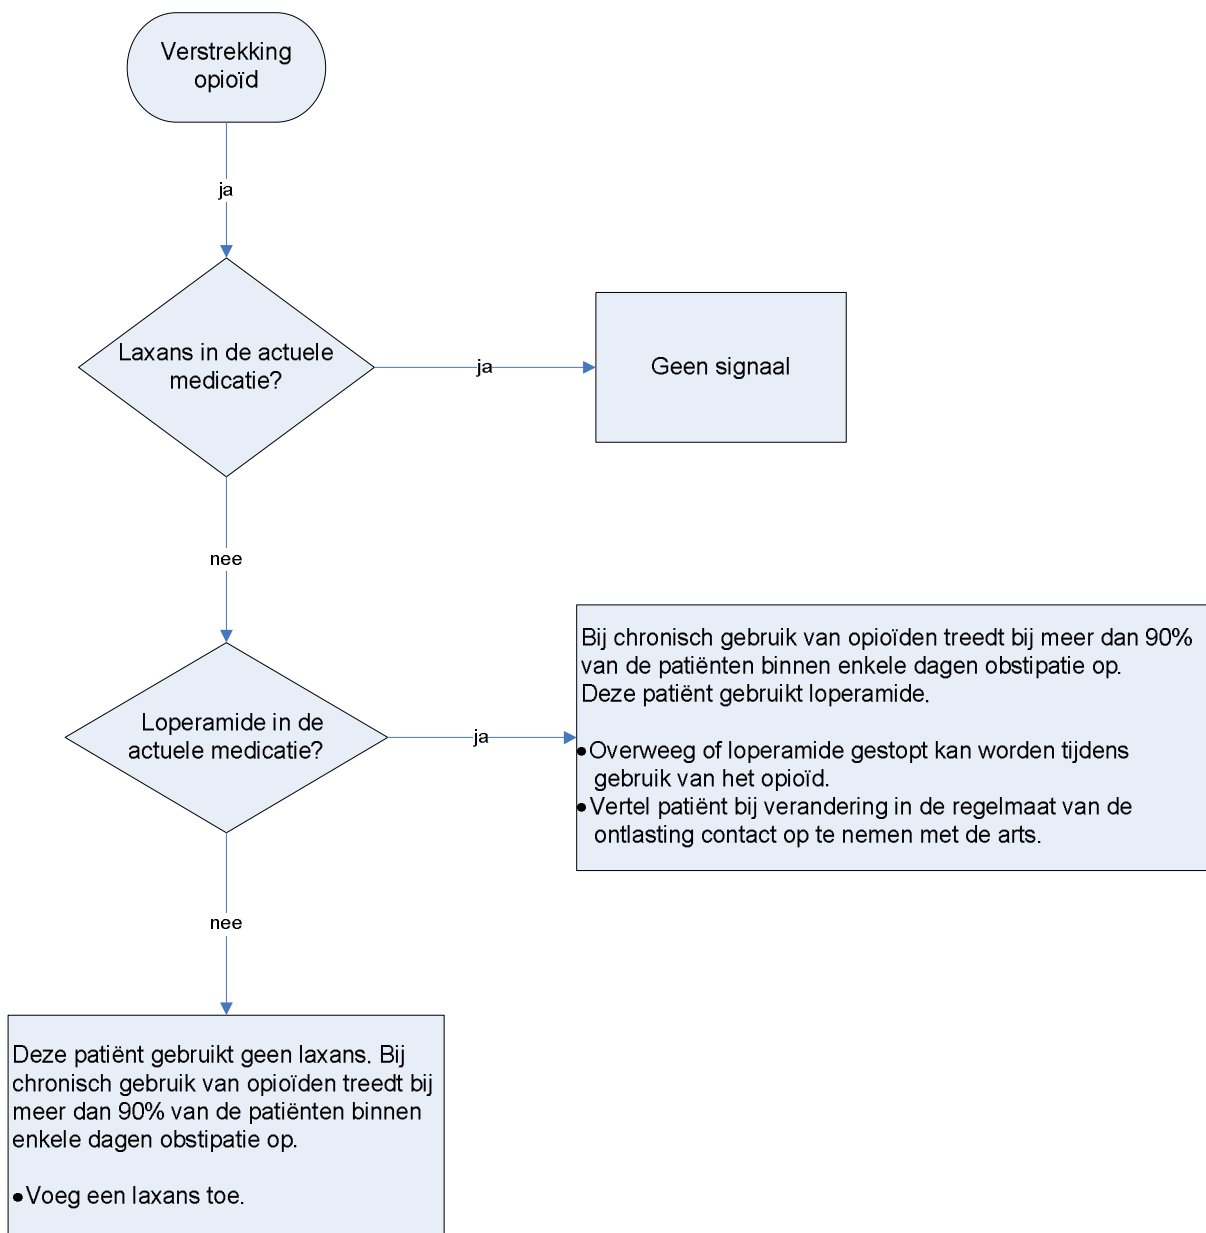 Verstrekking
opioïd
ja
Laxans in de actuele
medicatie?
ja
Geen signaal
nee
Loperamide in de
actuele medicatie?
ja
Bij chronisch gebruik van opioïden treedt bij meer dan 90%
van de patiënten binnen enkele dagen obstipatie op.
Deze patiënt gebruikt loperamide.
•Overweeg of loperamide gestopt kan worden tijdens
gebruik van het opioïd.
•Vertel patiënt bij verandering in de regelmaat van de
ontlasting contact op te nemen met de arts.
nee
Deze patiënt gebruikt geen laxans. Bij
chronisch gebruik van opioïden treedt bij
meer dan 90% van de patiënten binnen
enkele dagen obstipatie op.
•Voeg een laxans toe.